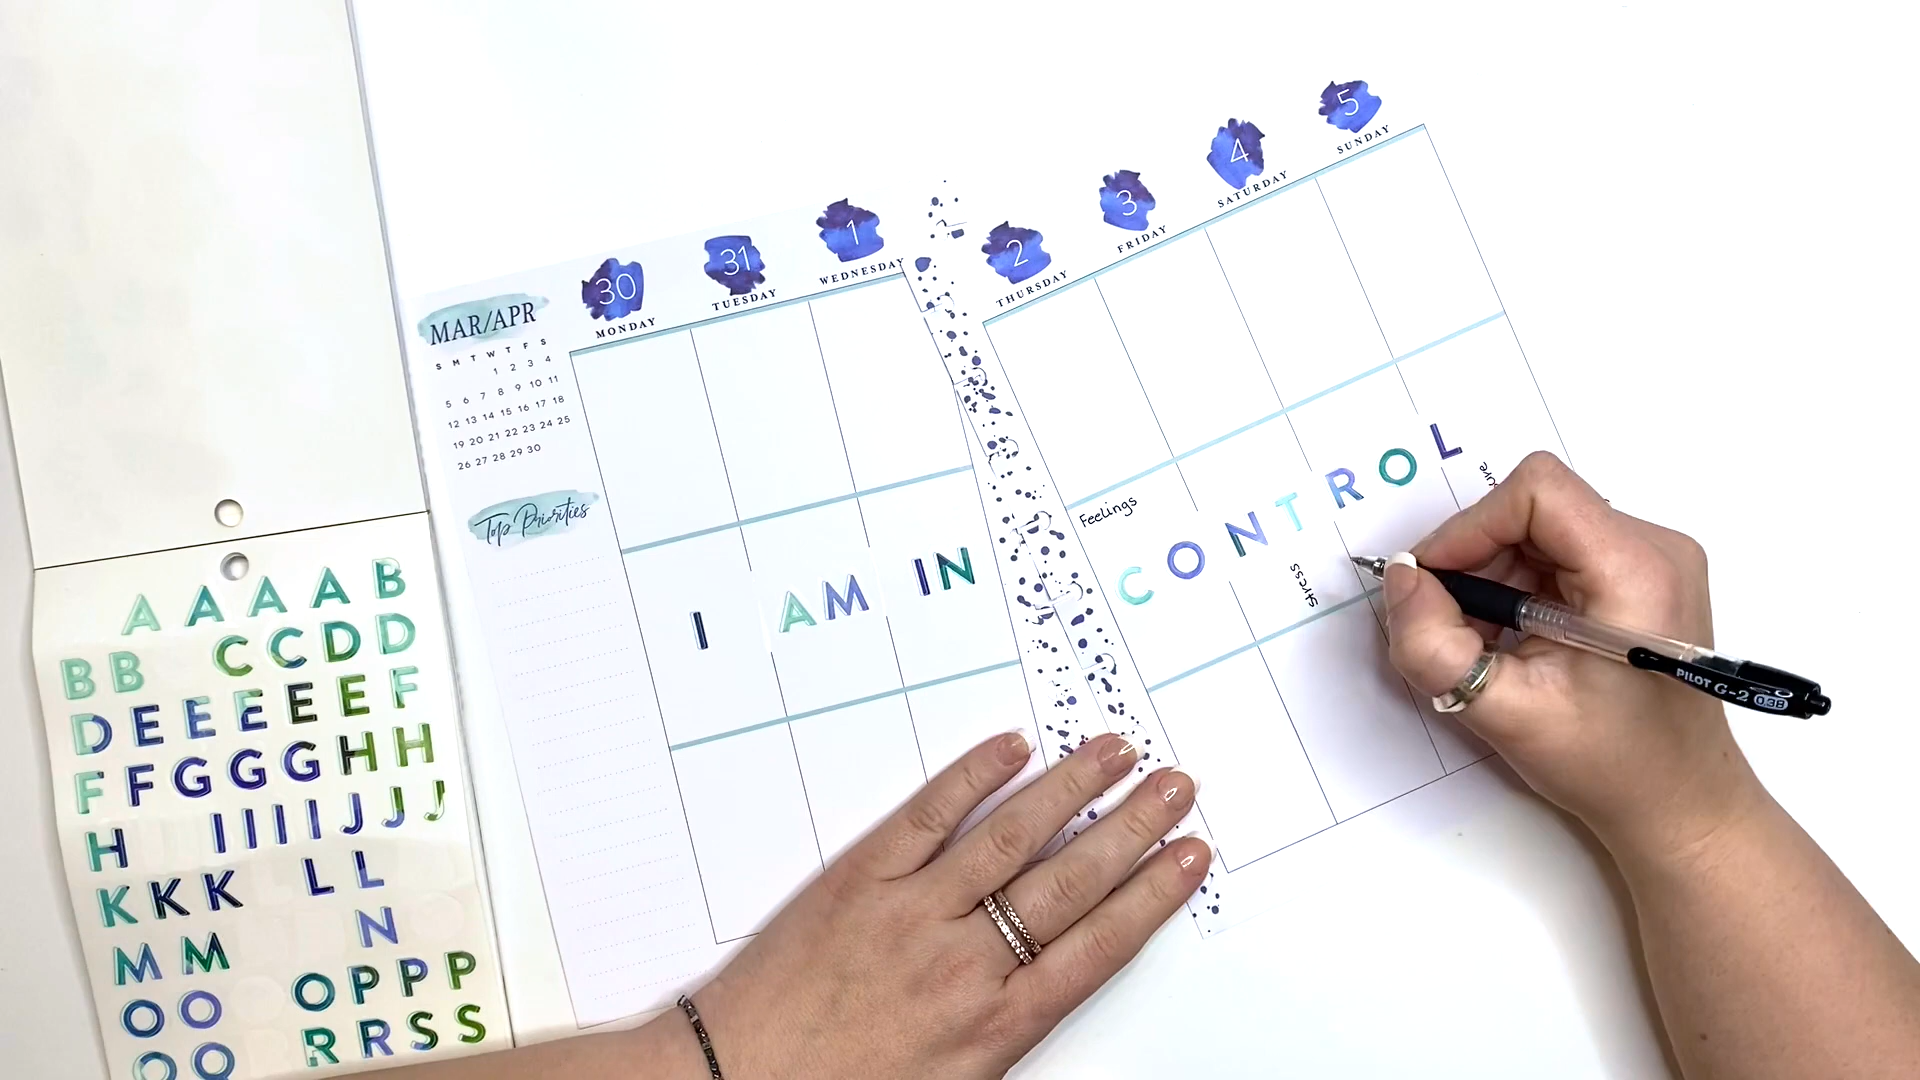 30 31 1 2 3 4 5
MONDAY TUESDAY WEDNESDAY THURSDAY FRIDAY SATURDAY SUNDAY
MAR/APR
S M T W T F S
1 2 3 4
5 6 7 8 9 10 11
12 13 14 15 16 17 18
19 20 21 22 23 24 25
26 27 28 29 30
Top Priorities
I AM IN CONTROL
Feelings
Stress
PILOT G-2 0.38
A A A A B
B B C C D D
D E E E E E F
F F G G G H H
H I I I I J J J
K K K L L
N
M M
O O O P P P
R R S S